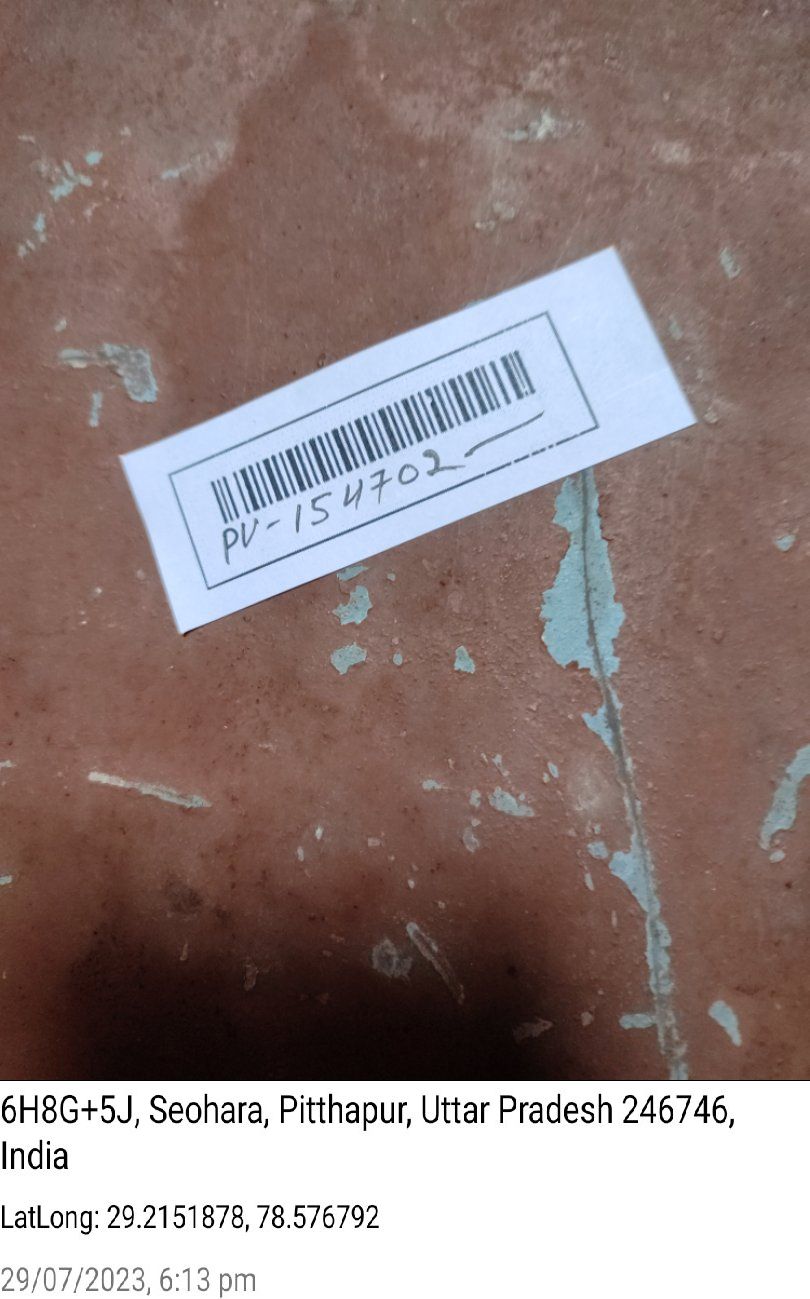 PV-154702
6H8G+5J, Seohara, Pitthapur, Uttar Pradesh 246746,
India
LatLong: 29.2151878, 78.576792
29/07/2023, 6:13 pm